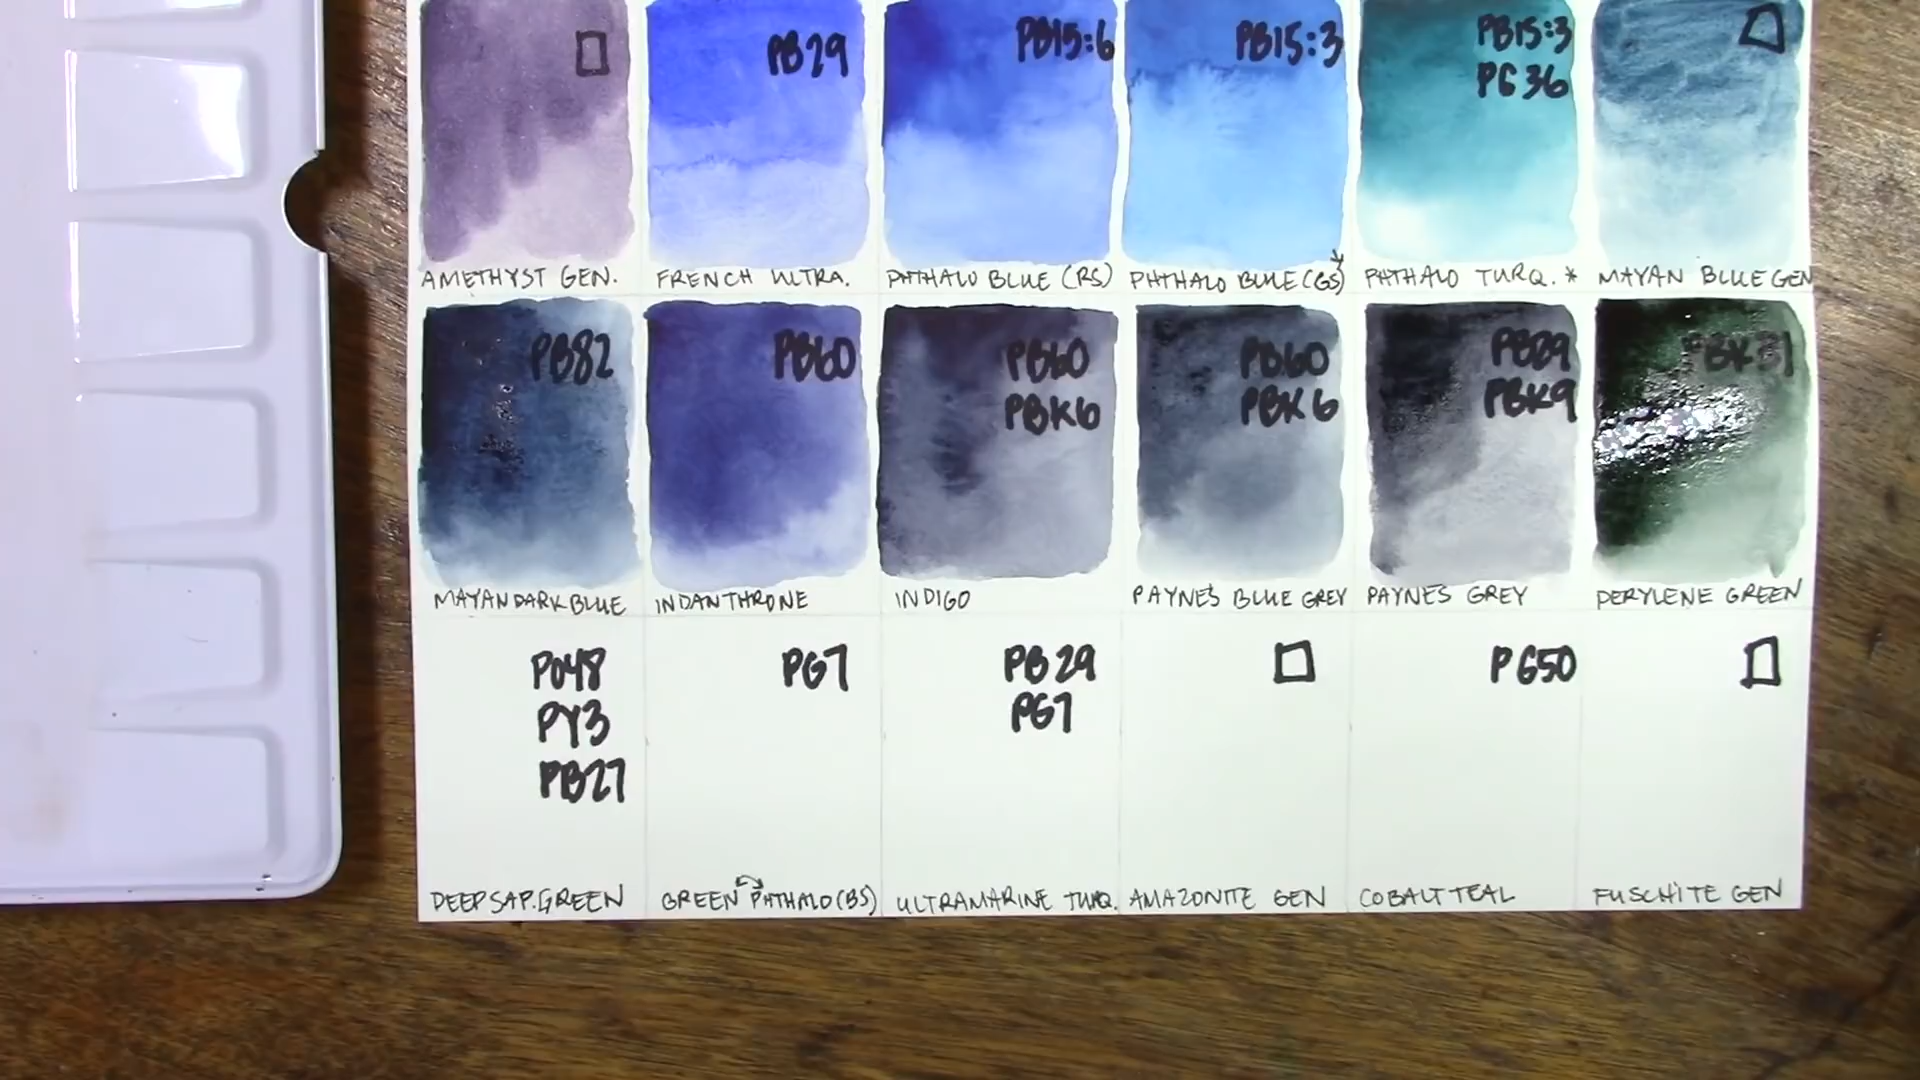 PB29
PB15:6
PB15:3
PB15:3
PG36
AMETHYST GEN.
FRENCH ULTRA.
PHTHALO BLUE (RS)
PHTHALO BLUE (GS)
PHTHALO TURQ. *
MAYAN BLUE GEN
PB82
PB60
PB60
PBK6
PB60
PBK6
PB29
PBK9
PBK31
MAYAN DARK BLUE
INDANTHRONE
INDIGO
PAYNE'S BLUE GREY
PAYNE'S GREY
PERYLENE GREEN
PO48
PY3
PB27
PG7
PB29
PG7
PG50
DEEP SAP. GREEN
GREEN PHTHALO (BS)
ULTRAMARINE TURQ.
AMAZONITE GEN
COBALT TEAL
FUSCHITE GEN